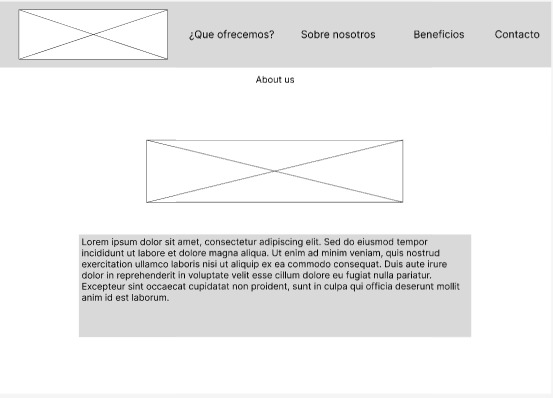 ¿Que ofrecemos? Sobre nosotros Beneficios Contacto
About us
Lorem ipsum dolor sit amet, consectetur adipiscing elit. Sed do eiusmod tempor
incididunt ut labore et dolore magna aliqua. Ut enim ad minim veniam, quis nostrud
exercitation ullamco laboris nisi ut aliquip ex ea commodo consequat. Duis aute irure
dolor in reprehenderit in voluptate velit esse cillum dolore eu fugiat nulla pariatur.
Excepteur sint occaecat cupidatat non proident, sunt in culpa qui officia deserunt mollit
anim id est laborum.